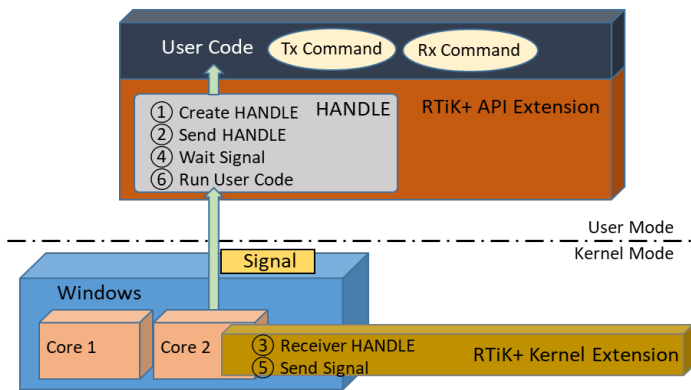 User Code
Tx Command
Rx Command
① Create HANDLE
HANDLE
② Send HANDLE
④ Wait Signal
⑥ Run User Code
RTiK+ API Extension
User Mode
Kernel Mode
Signal
Windows
Core 1
Core 2
③ Receiver HANDLE
⑤ Send Signal
RTiK+ Kernel Extension